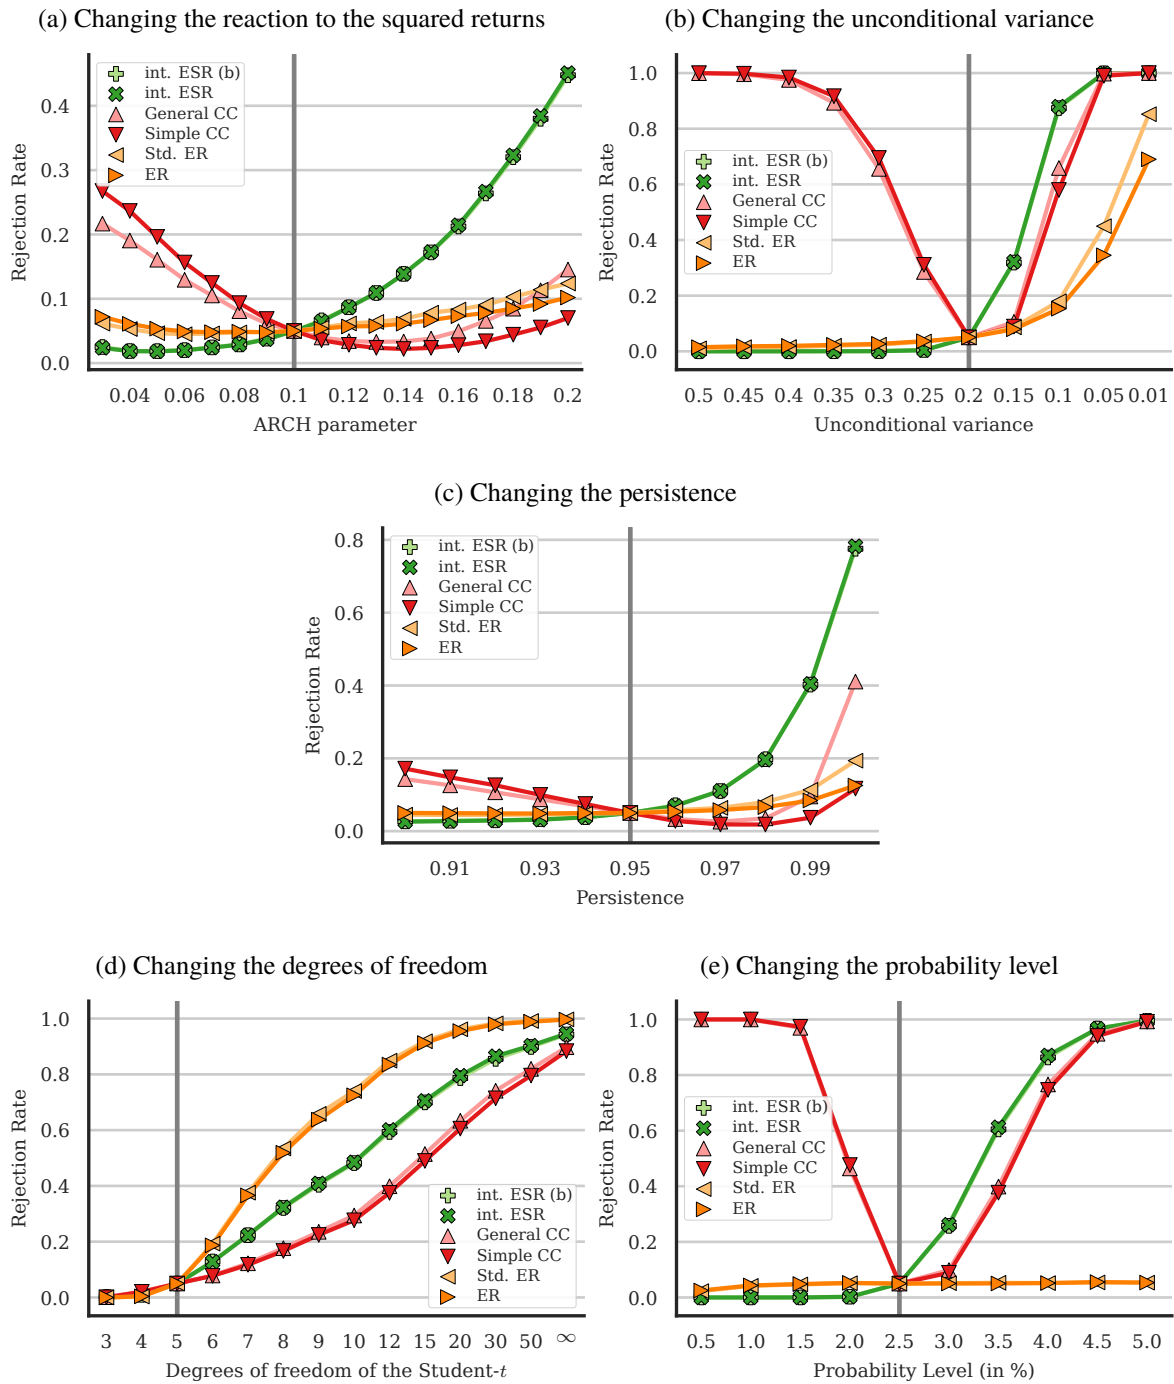 (a) Changing the reaction to the squared returns
int. ESR (b)
int. ESR
General CC
Simple CC
Std. ER
ER
0.4
0.3
0.2
0.1
0.0
Rejection Rate
0.04 0.06 0.08 0.1 0.12 0.14 0.16 0.18 0.2
ARCH parameter
(b) Changing the unconditional variance
int. ESR (b)
int. ESR
General CC
Simple CC
Std. ER
ER
1.0
0.8
0.6
0.4
0.2
0.0
Rejection Rate
0.5 0.45 0.4 0.35 0.3 0.25 0.2 0.15 0.1 0.05 0.01
Unconditional variance
(c) Changing the persistence
int. ESR (b)
int. ESR
General CC
Simple CC
Std. ER
ER
0.8
0.6
0.4
0.2
0.0
Rejection Rate
0.91 0.93 0.95 0.97 0.99
Persistence
(d) Changing the degrees of freedom
1.0
0.8
0.6
0.4
0.2
0.0
Rejection Rate
int. ESR (b)
int. ESR
General CC
Simple CC
Std. ER
ER
3 4 5 6 7 8 9 10 12 15 20 30 50 ∞
Degrees of freedom of the Student-t
(e) Changing the probability level
1.0
0.8
0.6
0.4
0.2
0.0
Rejection Rate
int. ESR (b)
int. ESR
General CC
Simple CC
Std. ER
ER
0.5 1.0 1.5 2.0 2.5 3.0 3.5 4.0 4.5 5.0
Probability Level (in %)